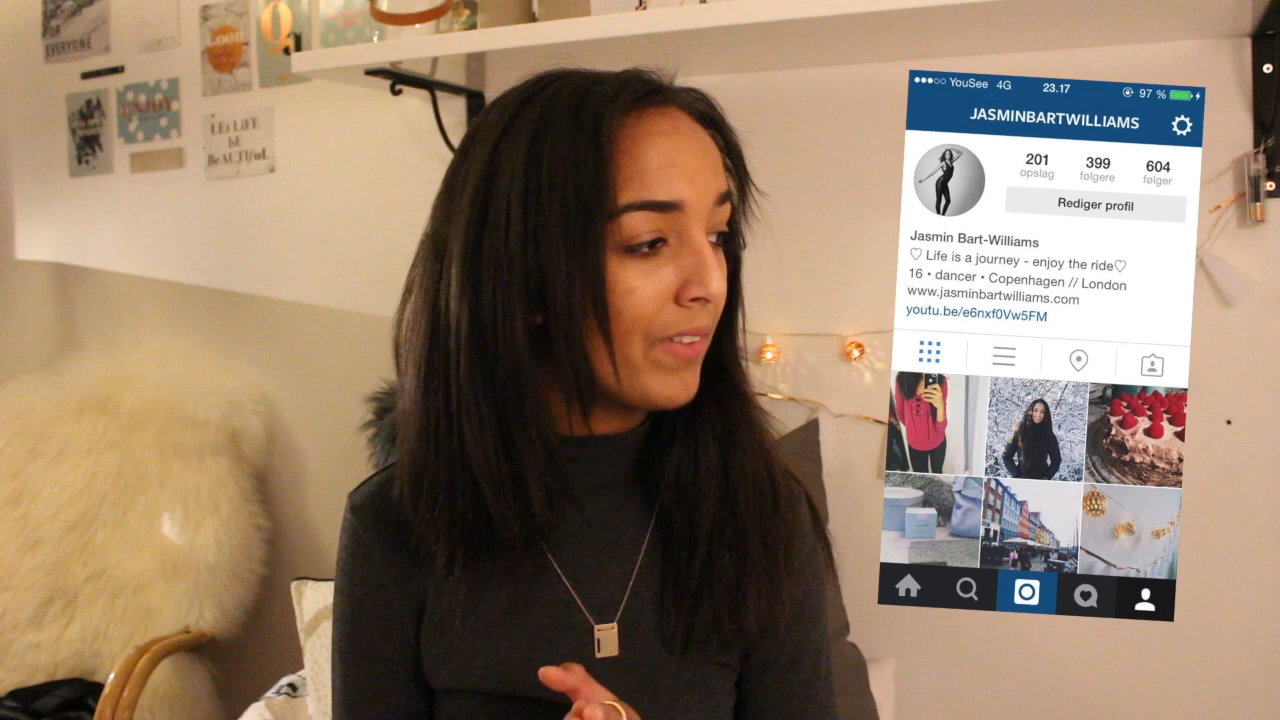 EVERYONE
GOOD
Q
ENJOY
LET LIFE
BE
BEAUTIFUL
YouSee 4G 23.17 97 %
JASMINBARTWILLIAMS
201 399 604
opslag følgere følger
Rediger profil
Jasmin Bart-Williams
♡ Life is a journey - enjoy the ride♡
16 • dancer • Copenhagen // London
www.jasminbartwilliams.com
youtu.be/e6nxf0Vw5FM